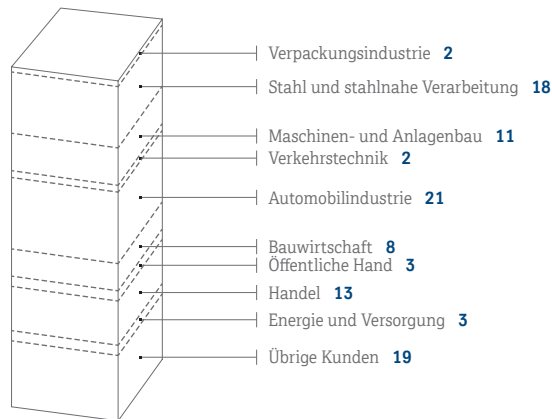 Verpackungsindustrie 2
Stahl und stahlnahe Verarbeitung 18
Maschinen- und Anlagenbau 11
Verkehrstechnik 2
Automobilindustrie 21
Bauwirtschaft 8
Öffentliche Hand 3
Handel 13
Energie und Versorgung 3
Übrige Kunden 19